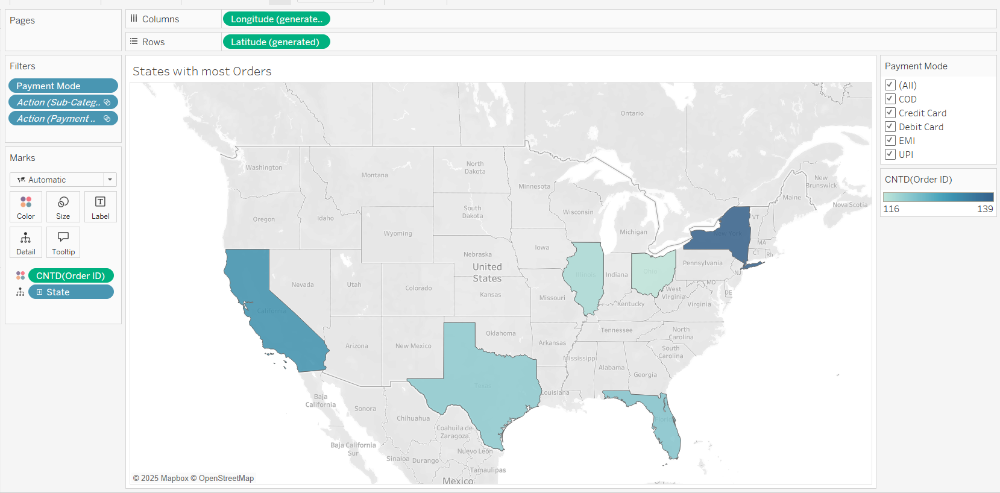 Pages
Columns
Longitude (generate..
Rows
Latitude (generated)
Filters
Payment Mode
Action (Sub-Categ..
Action (Payment ..
Marks
Automatic
Color
Size
Label
Detail
Tooltip
CNTD(Order ID)
State
States with most Orders
Ontario
Washington
Montana
North
Dakota
Minnesota
New
Brunswick
Maine
Nova Scotia
Oregon
Idaho
South
Dakota
Wisconsin
Michigan
VT
New York
Wyoming
Nebraska
Iowa
MA
CT
RI
Pennsylvania
NJ
United
States
Illinois
Indiana
Ohio
Nevada
Utah
Colorado
Kansas
Missouri
West
Virginia
MD
DE
Kentucky
Virginia
California
Arizona
New Mexico
Oklahoma
Arkansas
Tennessee
North
Carolina
Mississippi
Alabama
South
Carolina
Georgia
Texas
Louisiana
Florida
Baja
California
Sonora
Chihuahua
Coahuila de
Zaragoza
Baja California
Sur
Sinaloa
Durango
Nuevo León
Tamaulipas
Mexico
© 2025 Mapbox © OpenStreetMap
Payment Mode
(All)
COD
Credit Card
Debit Card
EMI
UPI
CNTD(Order ID)
116
139